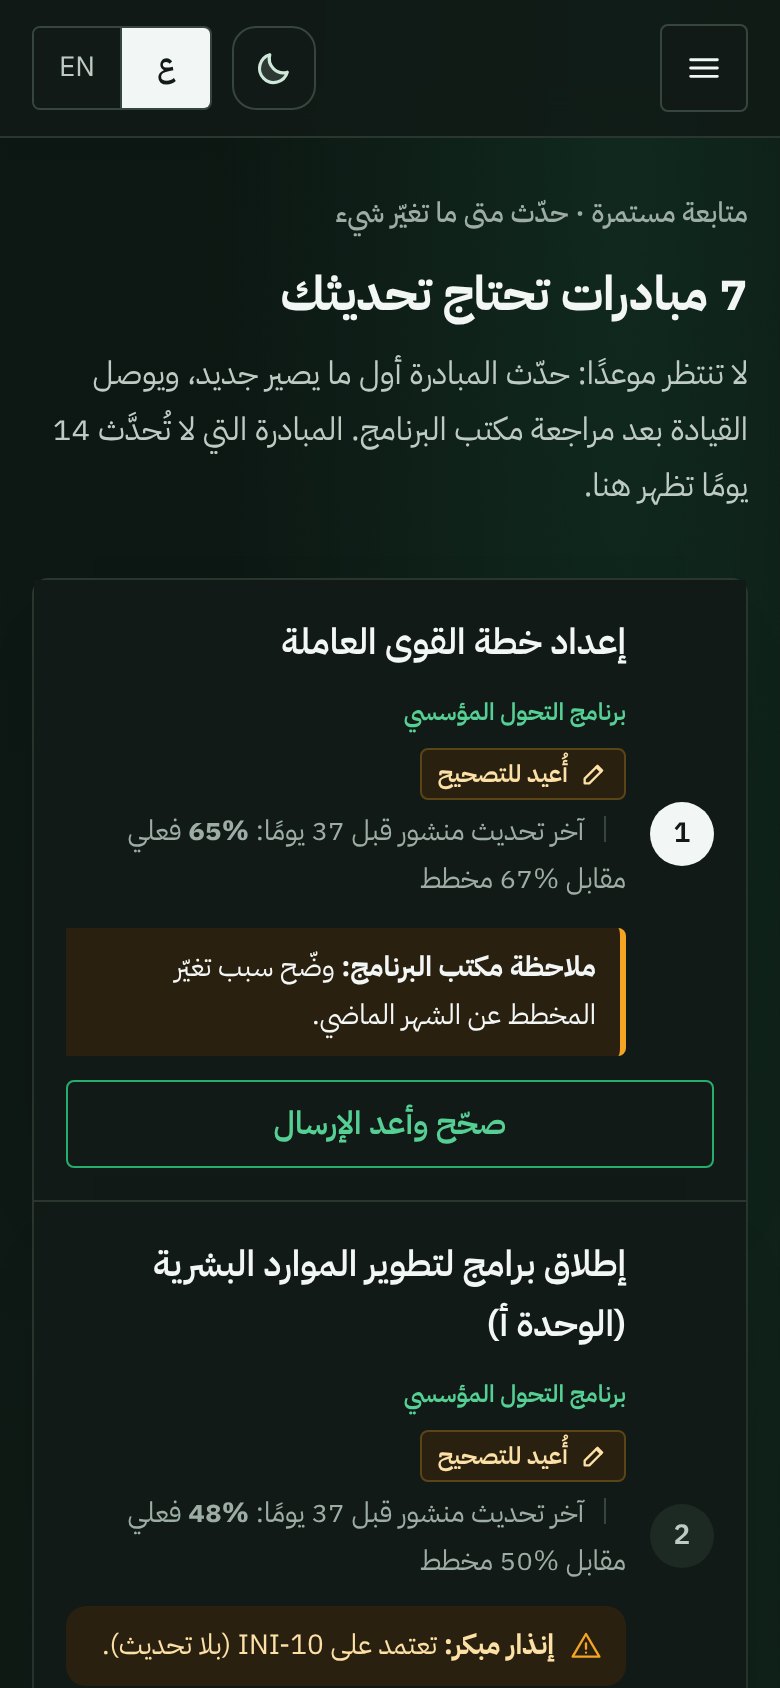 ع EN
متابعة مستمرة · حدّث متى ما تغيّر شيء
7 مبادرات تحتاج تحديثك
لا تنتظر موعدًا: حدّث المبادرة أول ما يصير جديد، ويوصل
القيادة بعد مراجعة مكتب البرنامج. المبادرة التي لا تُحدَّث 14
يومًا تظهر هنا.
إعداد خطة القوى العاملة
برنامج التحول المؤسسي
أُعيد للتصحيح
1
آخر تحديث منشور قبل 37 يومًا: 65% فعلي
مقابل 67% مخطط
ملاحظة مكتب البرنامج: وضّح سبب تغيّر
المخطط عن الشهر الماضي.
صحّح وأعد الإرسال
إطلاق برامج لتطوير الموارد البشرية
(الوحدة أ)
برنامج التحول المؤسسي
أُعيد للتصحيح
2
آخر تحديث منشور قبل 37 يومًا: 48% فعلي
مقابل 50% مخطط
إنذار مبكر: تعتمد على INI-10 (بلا تحديث).